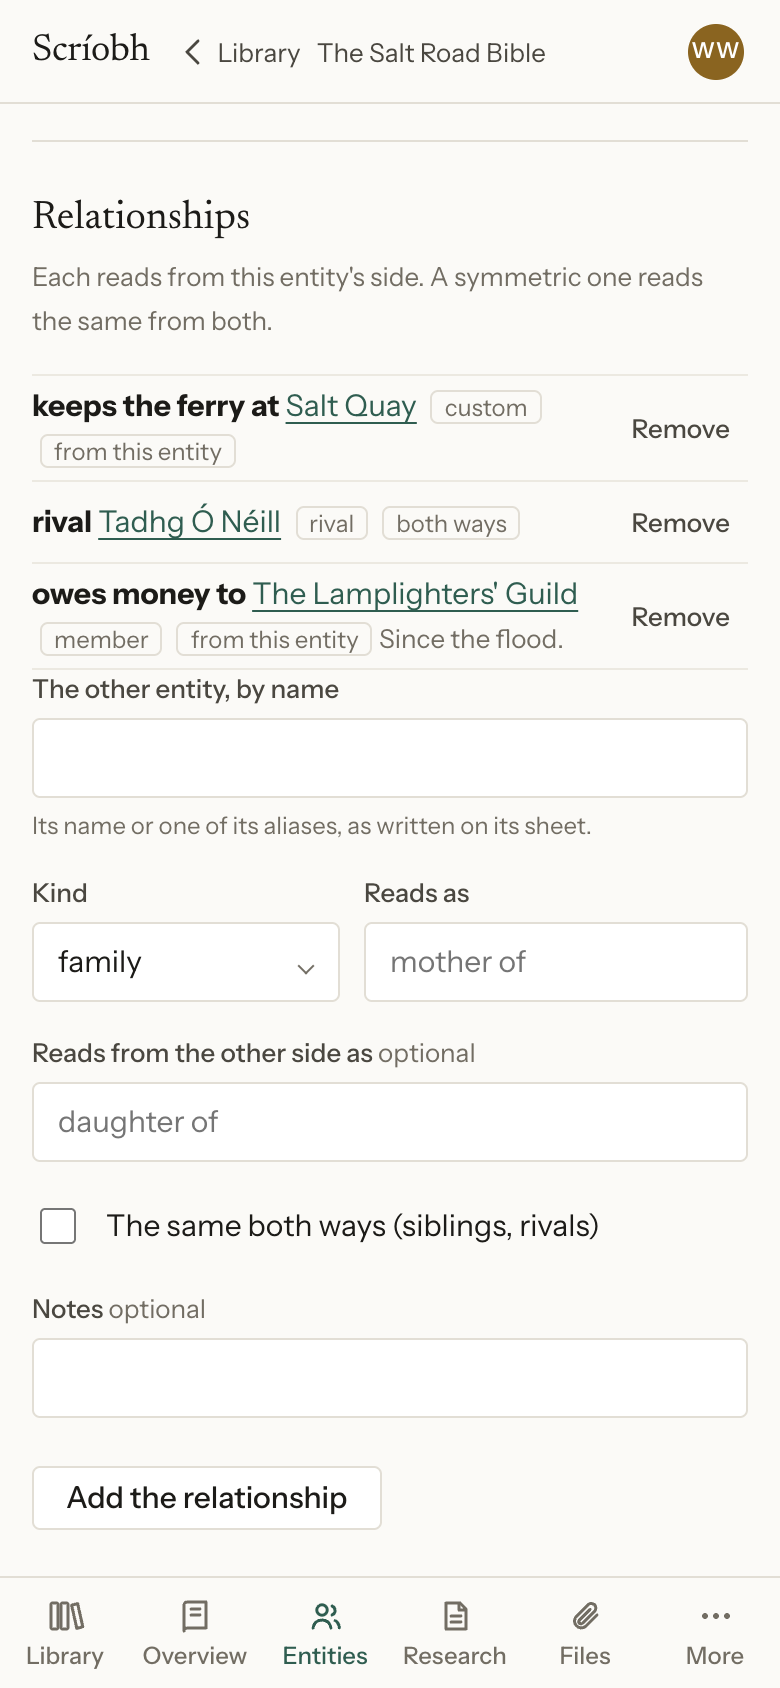 Scríobh
Library The Salt Road Bible
WW
Relationships
Each reads from this entity's side. A symmetric one reads
the same from both.
keeps the ferry at Salt Quay custom
from this entity
Remove
rival Tadhg Ó Néill rival both ways
Remove
owes money to The Lamplighters' Guild
member from this entity Since the flood.
Remove
The other entity, by name
Its name or one of its aliases, as written on its sheet.
Kind
Reads as
family
mother of
Reads from the other side as optional
daughter of
The same both ways (siblings, rivals)
Notes optional
Add the relationship
Library Overview Entities Research Files More